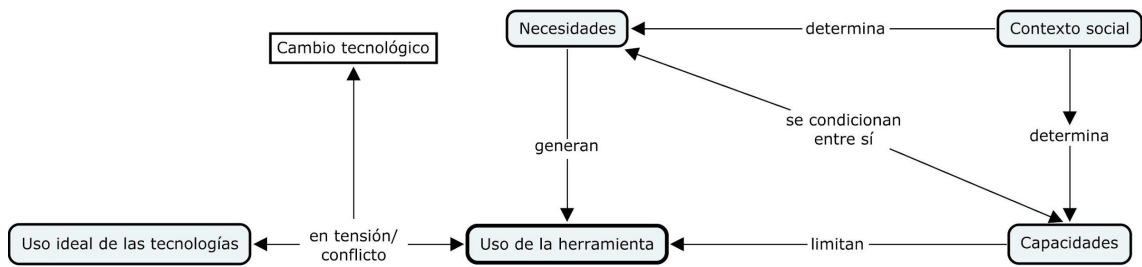 Necesidades
determina
Contexto social
Cambio tecnológico
se condicionan
entre sí
generan
determina
Uso ideal de las tecnologías
en tensión/
conflicto
Uso de la herramienta
limitan
Capacidades